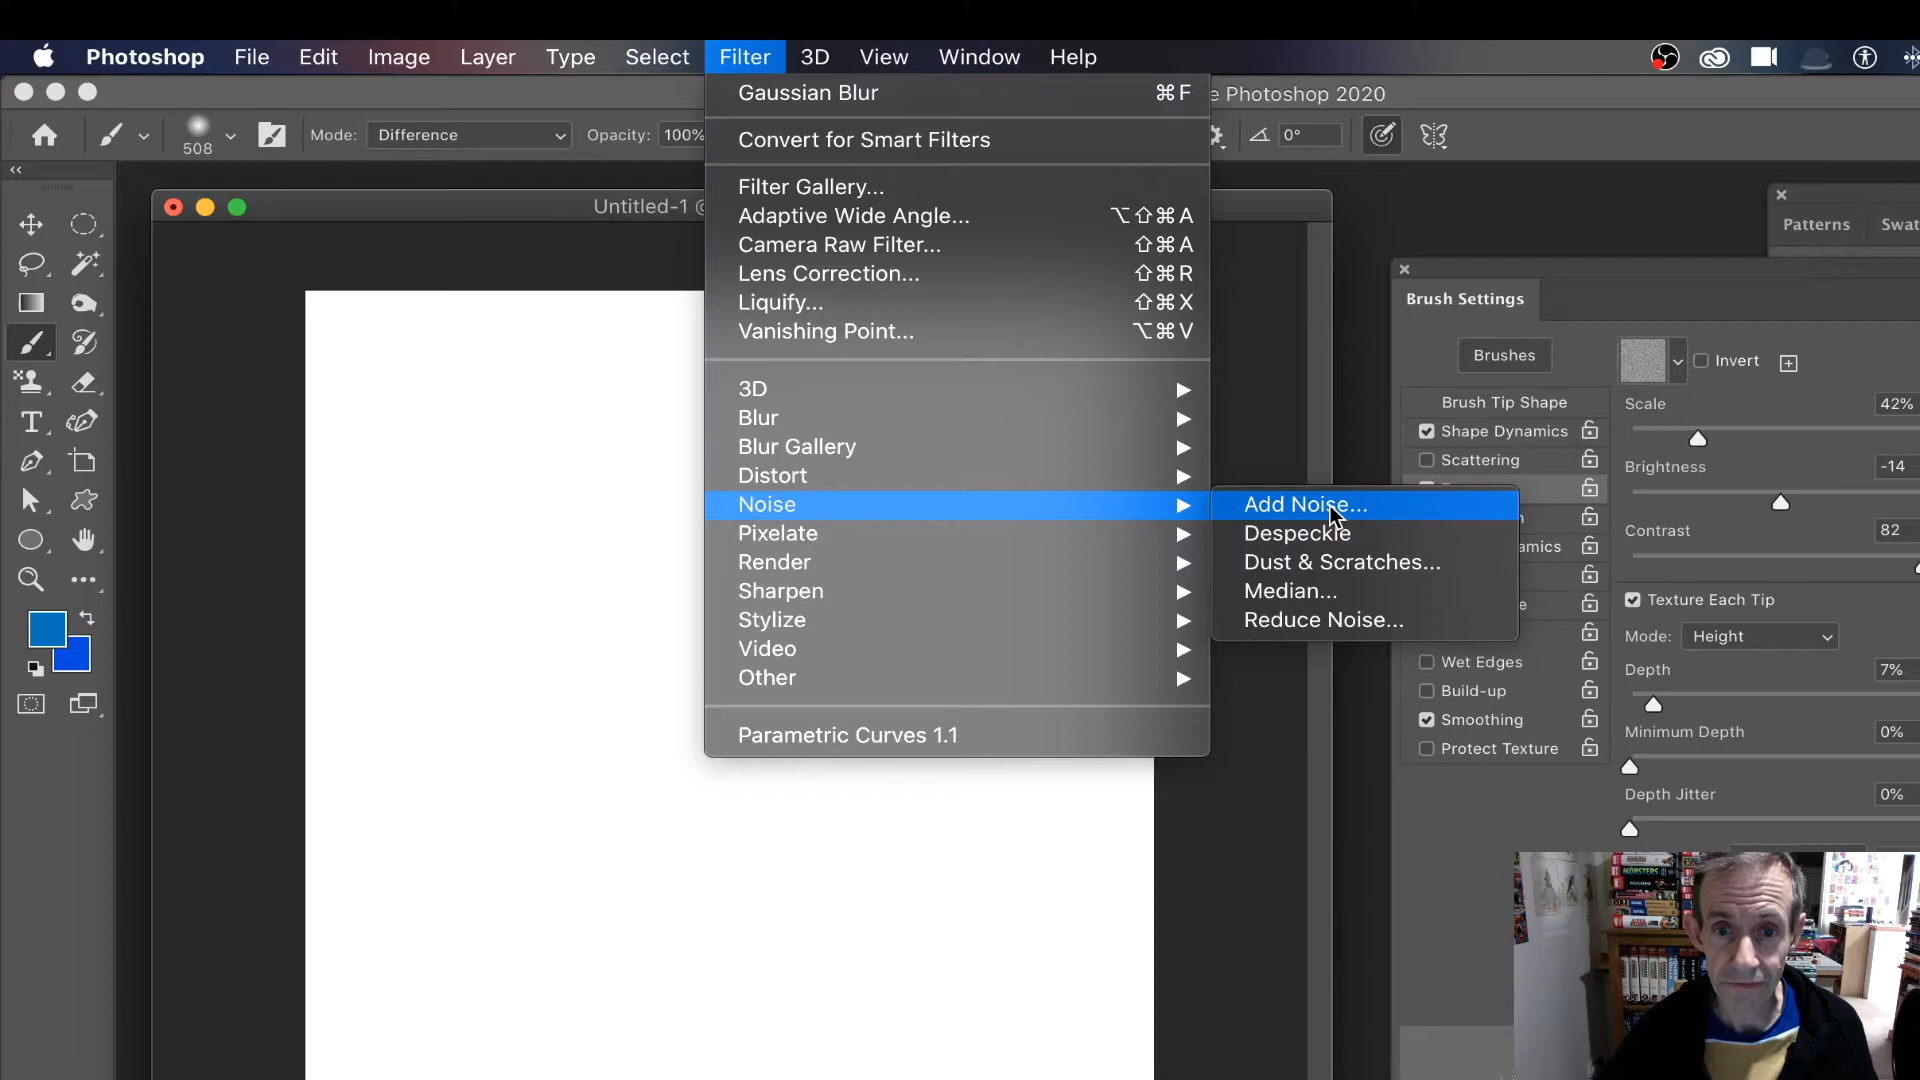 Photoshop File Edit Image Layer Type Select Filter 3D View Window Help
Gaussian Blur ⌘F
e Photoshop 2020
508
Mode: Difference
Opacity: 100%
0°
Convert for Smart Filters
Filter Gallery...
Adaptive Wide Angle... ⌥⇧⌘A
Camera Raw Filter... ⇧⌘A
Lens Correction... ⇧⌘R
Liquify... ⇧⌘X
Vanishing Point... ⌥⌘V
3D
Blur
Blur Gallery
Distort
Noise
Pixelate
Render
Sharpen
Stylize
Video
Other
Parametric Curves 1.1
Add Noise...
Despeckle
Dust & Scratches...
Median...
Reduce Noise...
Untitled-1 @
Patterns Swat
Brush Settings
Brushes
Invert
Brush Tip Shape
Shape Dynamics
Scattering
amics
Wet Edges
Build-up
Smoothing
Protect Texture
Scale 42%
Brightness -14
Contrast 82
Texture Each Tip
Mode: Height
Depth 7%
Minimum Depth 0%
Depth Jitter 0%
MONSTERS